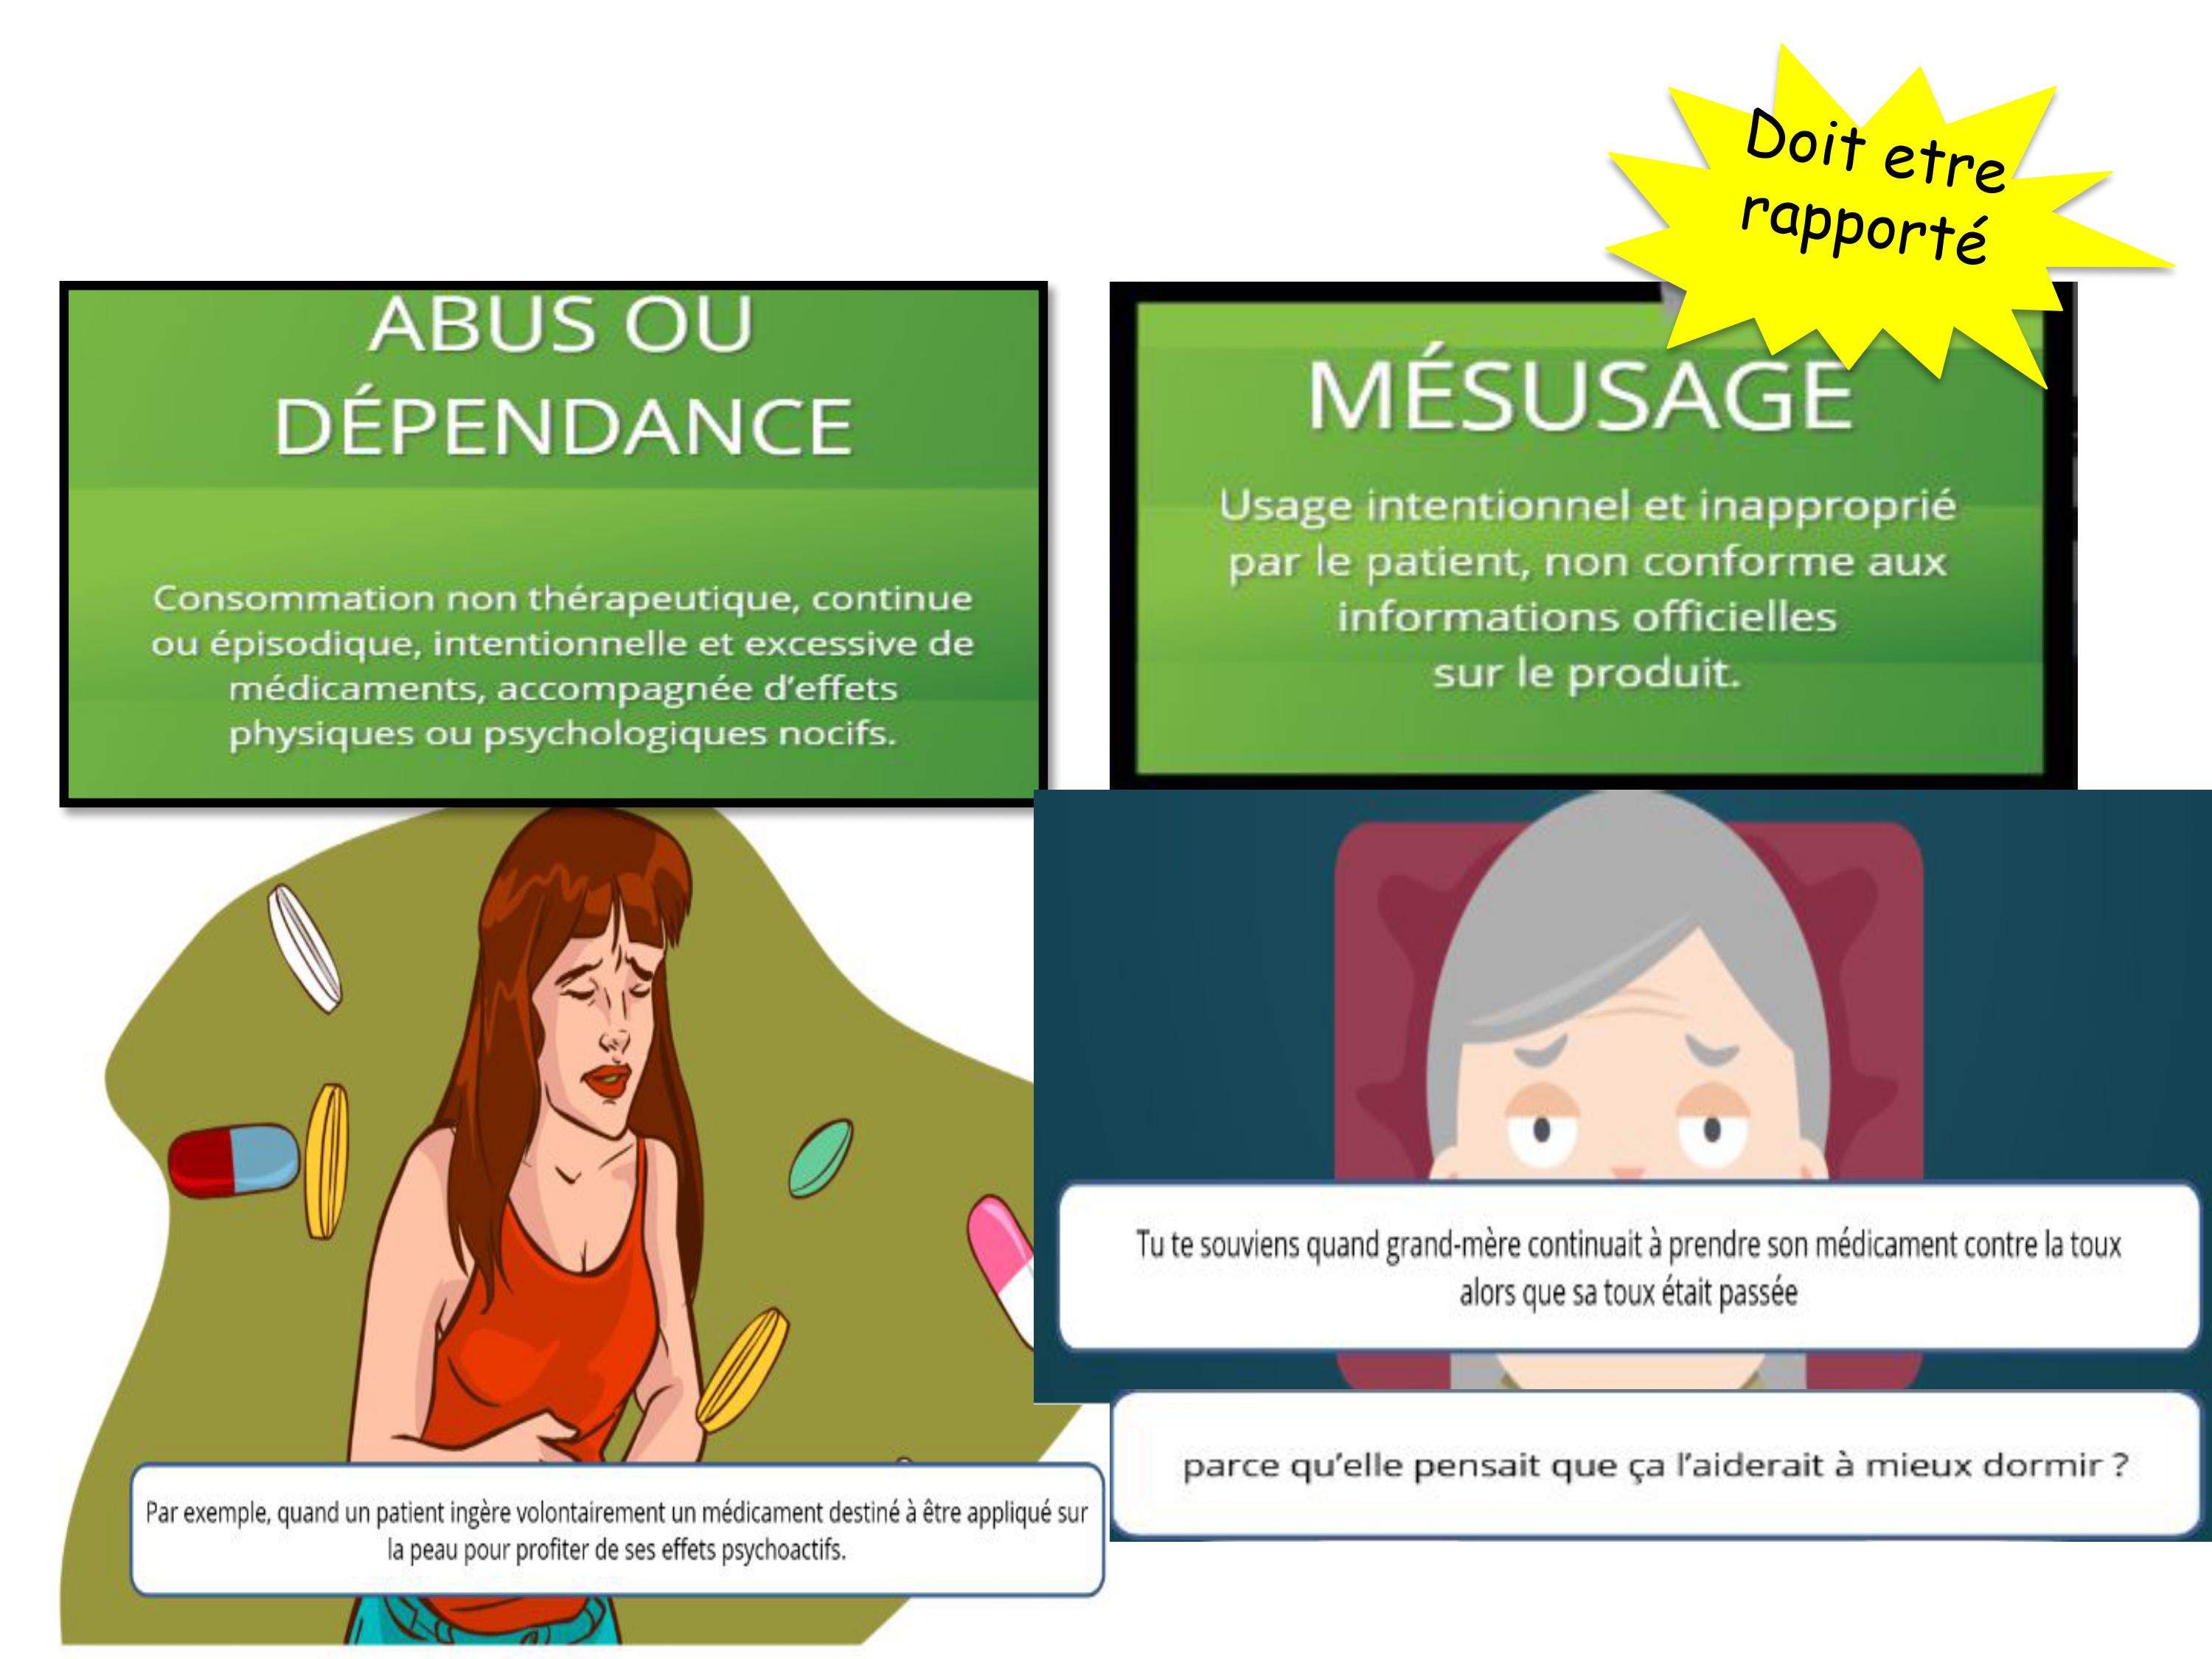 Doit etre
rapporté
ABUS OU
DÉPENDANCE
Consommation non thérapeutique, continue
ou épisodique, intentionnelle et excessive de
médicaments, accompagnée d'effets
physiques ou psychologiques nocifs.
Par exemple, quand un patient ingère volontairement un médicament destiné à être appliqué sur
la peau pour profiter de ses effets psychoactifs.
MÉSUSAGE
Usage intentionnel et inapproprié
par le patient, non conforme aux
informations officielles
sur le produit.
Tu te souviens quand grand-mère continuait à prendre son médicament contre la toux
alors que sa toux était passée
parce qu'elle pensait que ça l'aiderait à mieux dormir ?